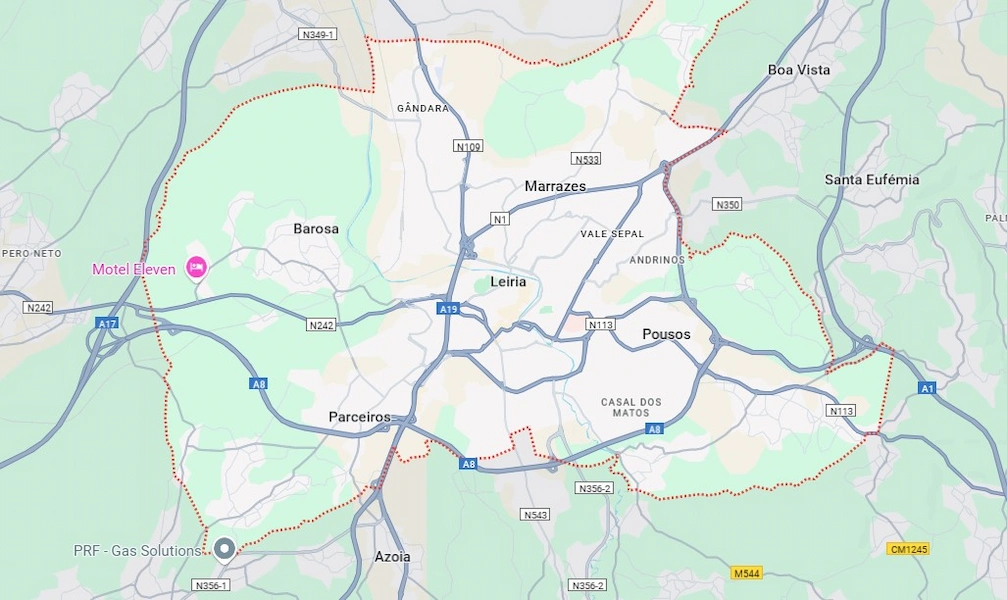 N349-1
Boa Vista
GÂNDARA
N109
N533
Marrazes
Santa Eufémia
N350
N1
Barosa
VALE SEPAL
PERO NETO
ANDRINOS
Motel Eleven
Leiria
N242
A19
A17
N242
N113
Pousos
A8
A1
CASAL DOS
MATOS
N113
Parceiros
A8
A8
N356-2
N543
PRF - Gas Solutions
Azoia
CM1245
M544
N356-1
N356-2